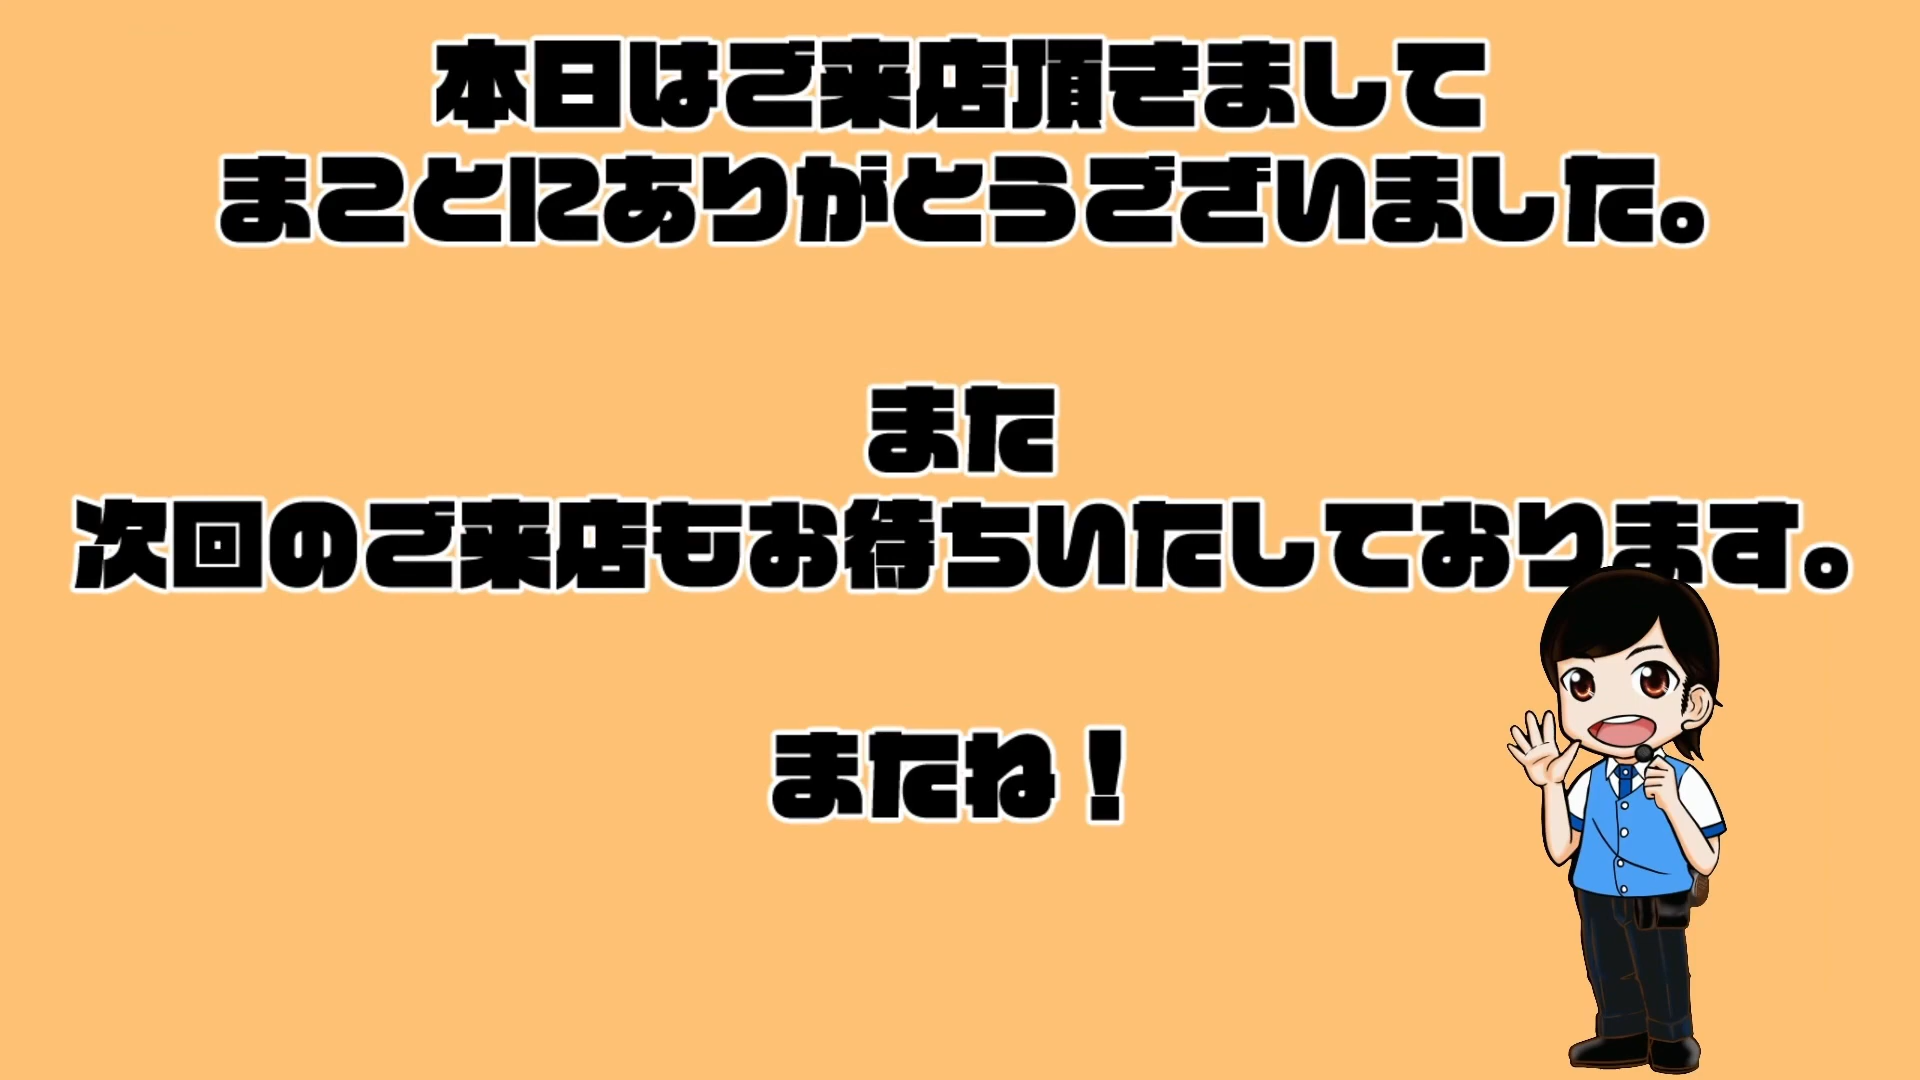 本日はご来店頂きまして
まことにありがとうございました。
また
次回のご来店もお待ちいたしております。
またね！